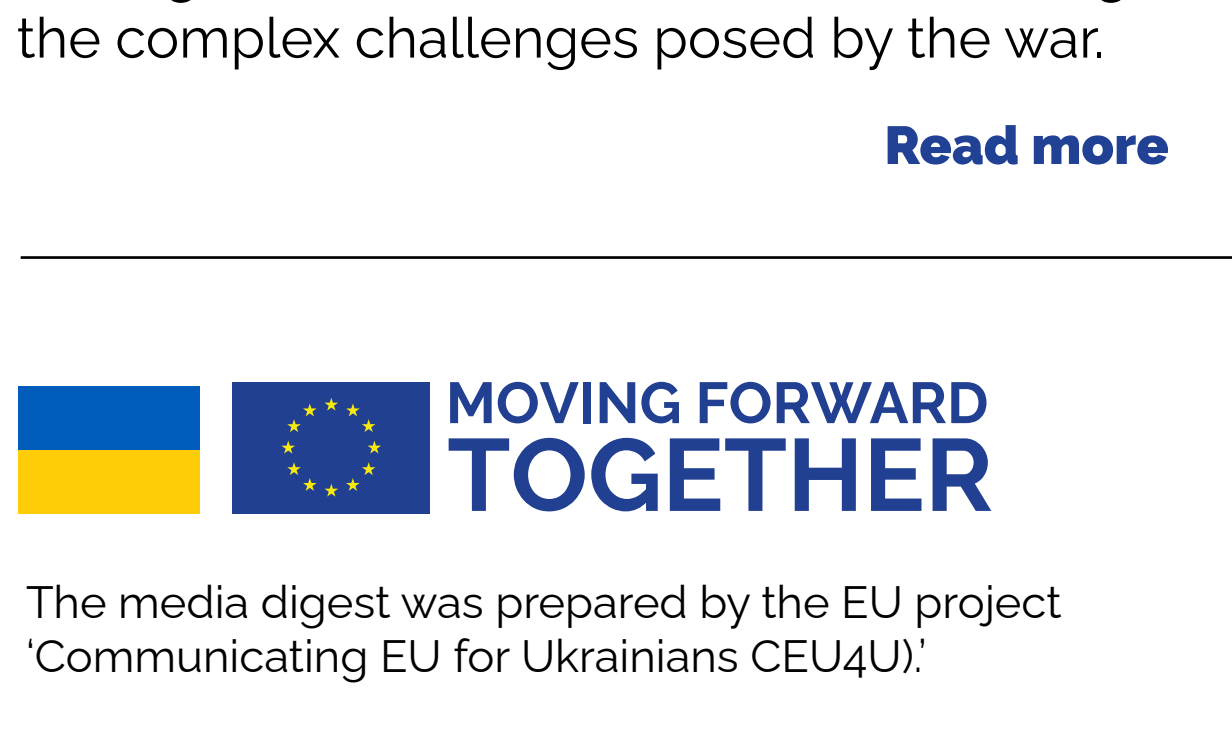 the complex challenges posed by the war.
Read more
MOVING FORWARD
TOGETHER
The media digest was prepared by the EU project
‘Communicating EU for Ukrainians CEU4U).’